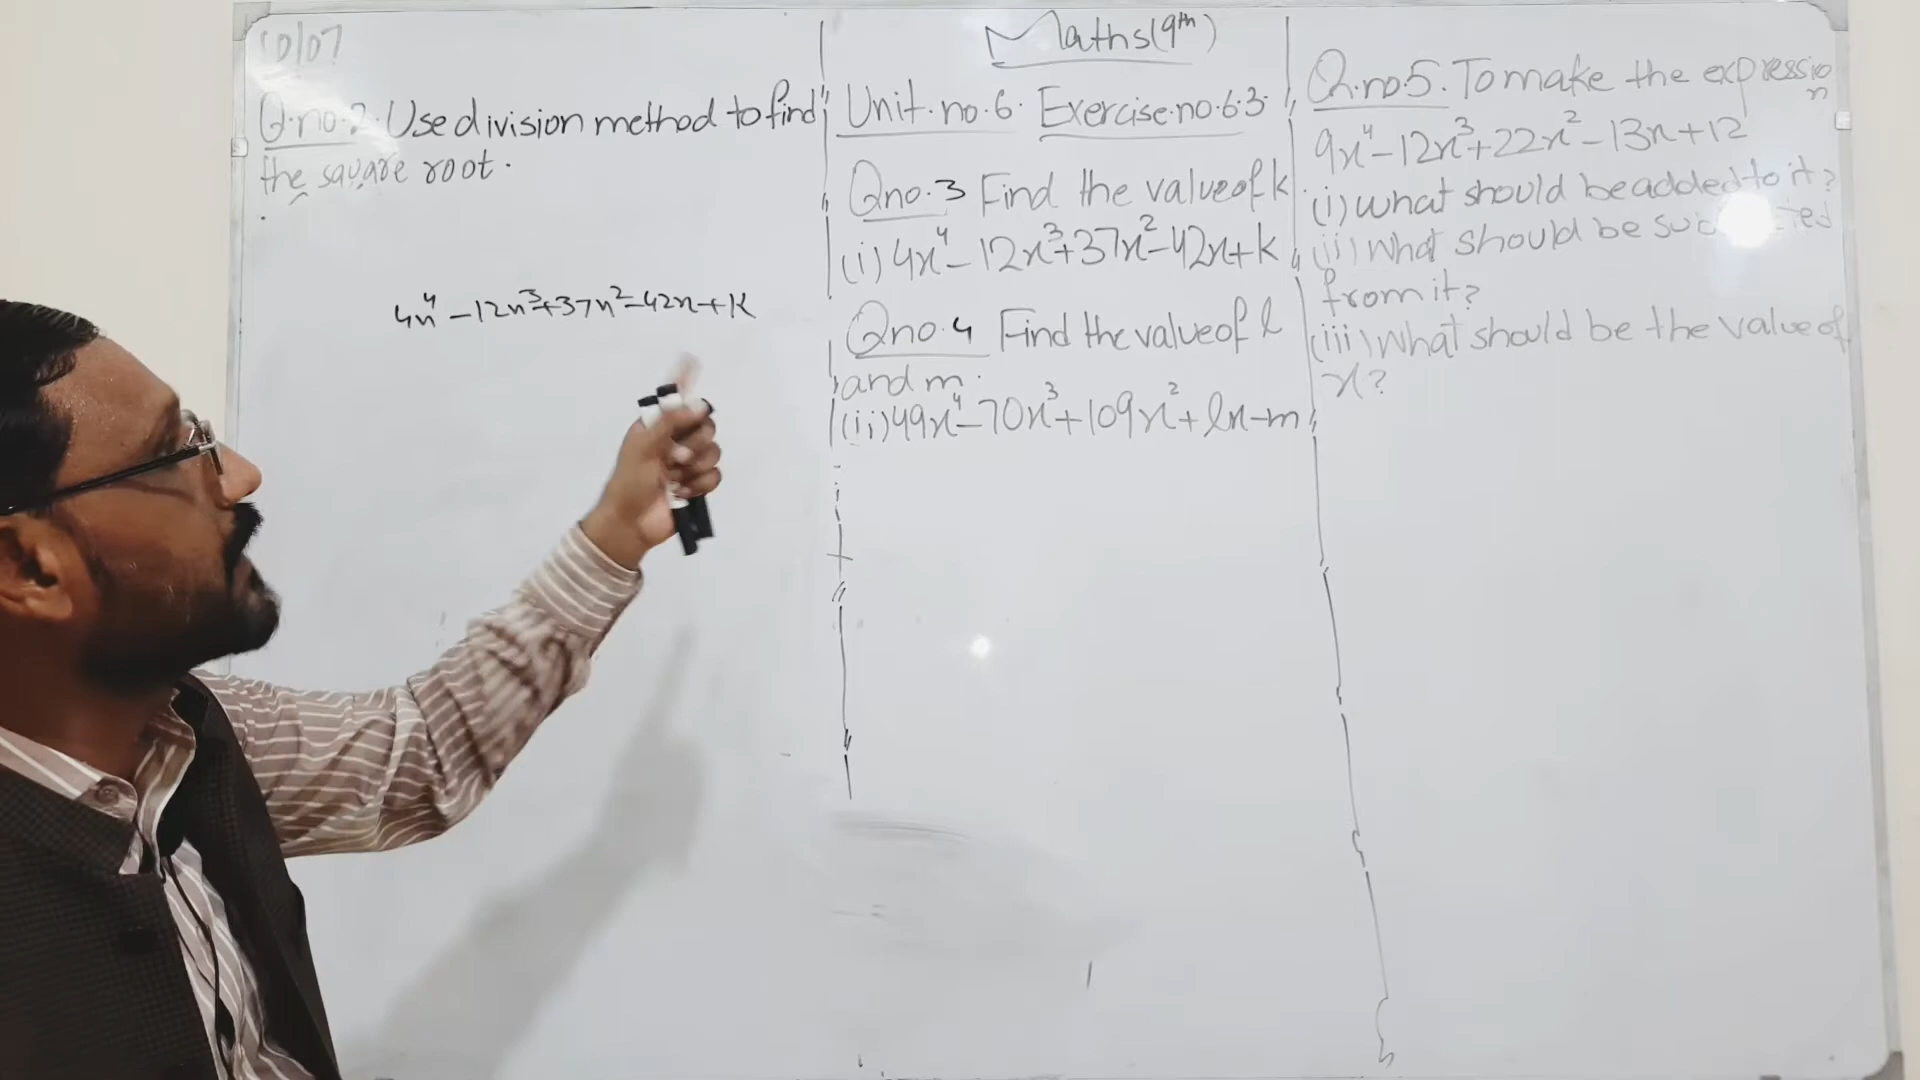 10/07
Q.no.2. Use division method to find
the square root.
4x⁴-12x³+37x²-42x+k
Maths(9th)
Unit.no.6. Exercise.no.6.3.
Qno.3 Find the value of k.
(i) 4x⁴-12x³+37x²-42x+k
Qno.4 Find the value of l
and m.
(ii) 49x⁴-70x³+109x²+lx-m
Q.no.5. To make the expression
9x⁴-12x³+22x²-13x+12
(i) What should be added to it?
(ii) What should be
from it?
(iii) What should be the value of
x?